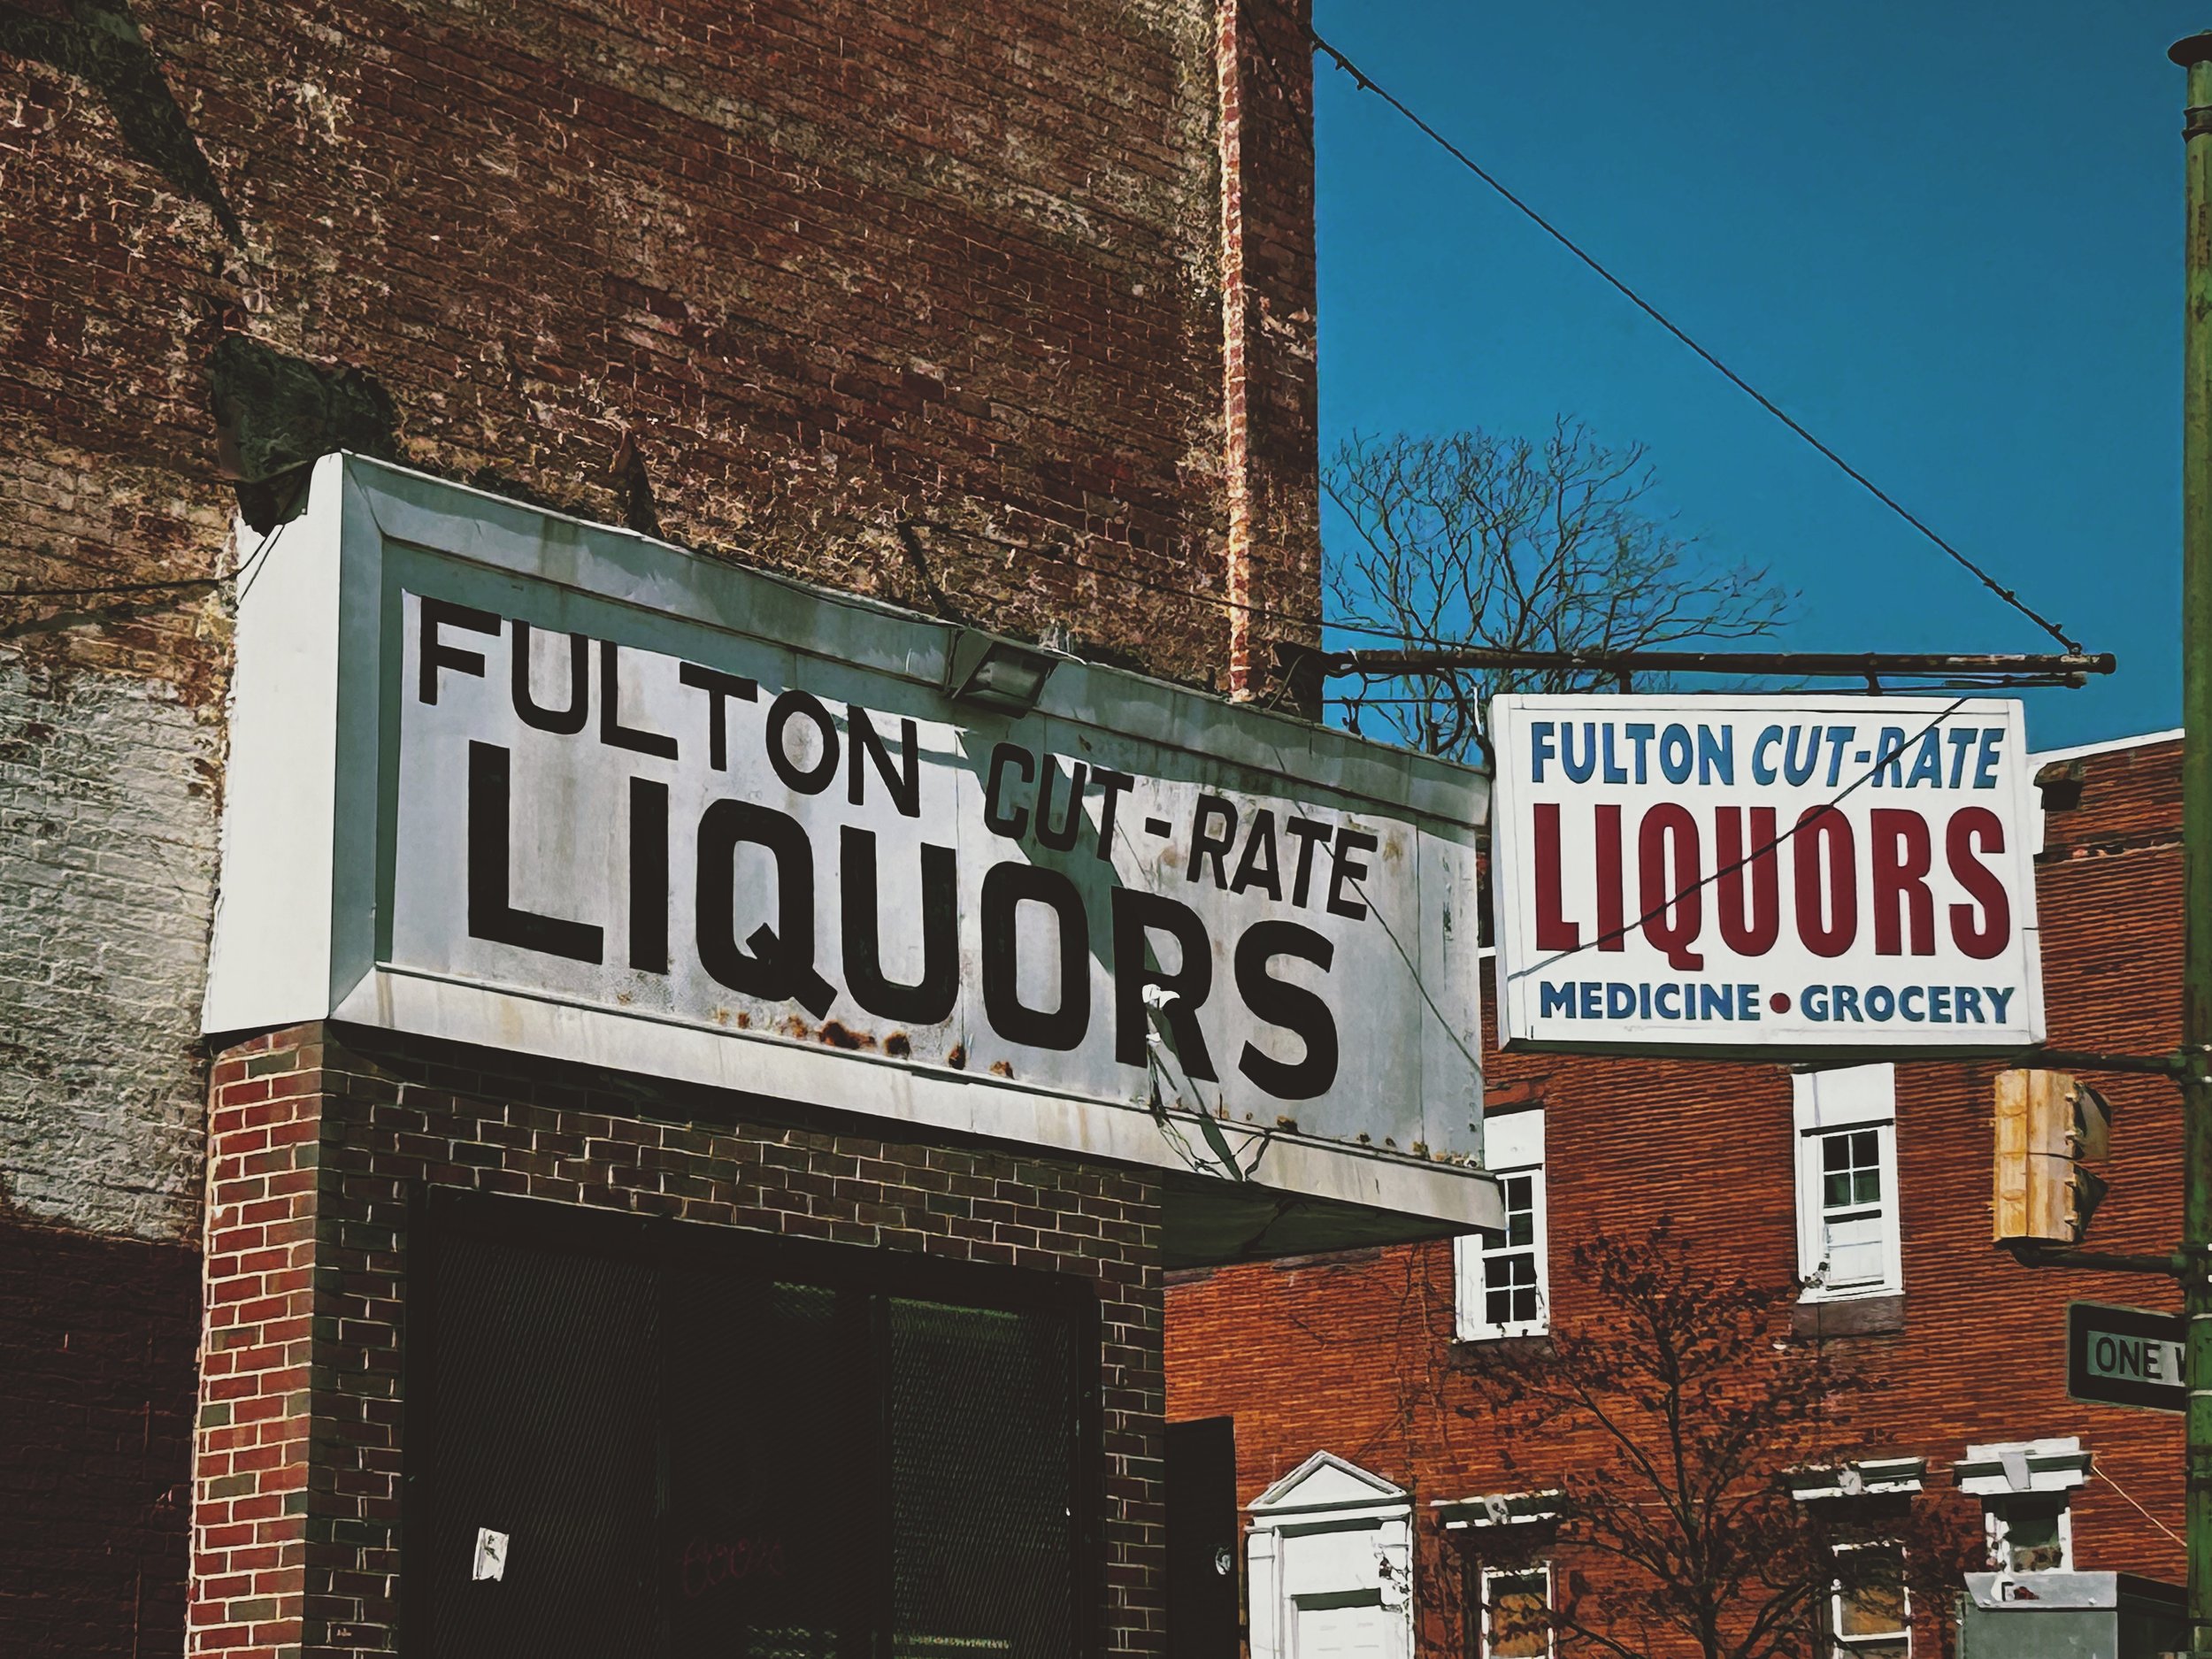 FULTON CUT-RATE
LIQUORS
FULTON CUT-RATE
LIQUORS
MEDICINE • GROCERY
ONE